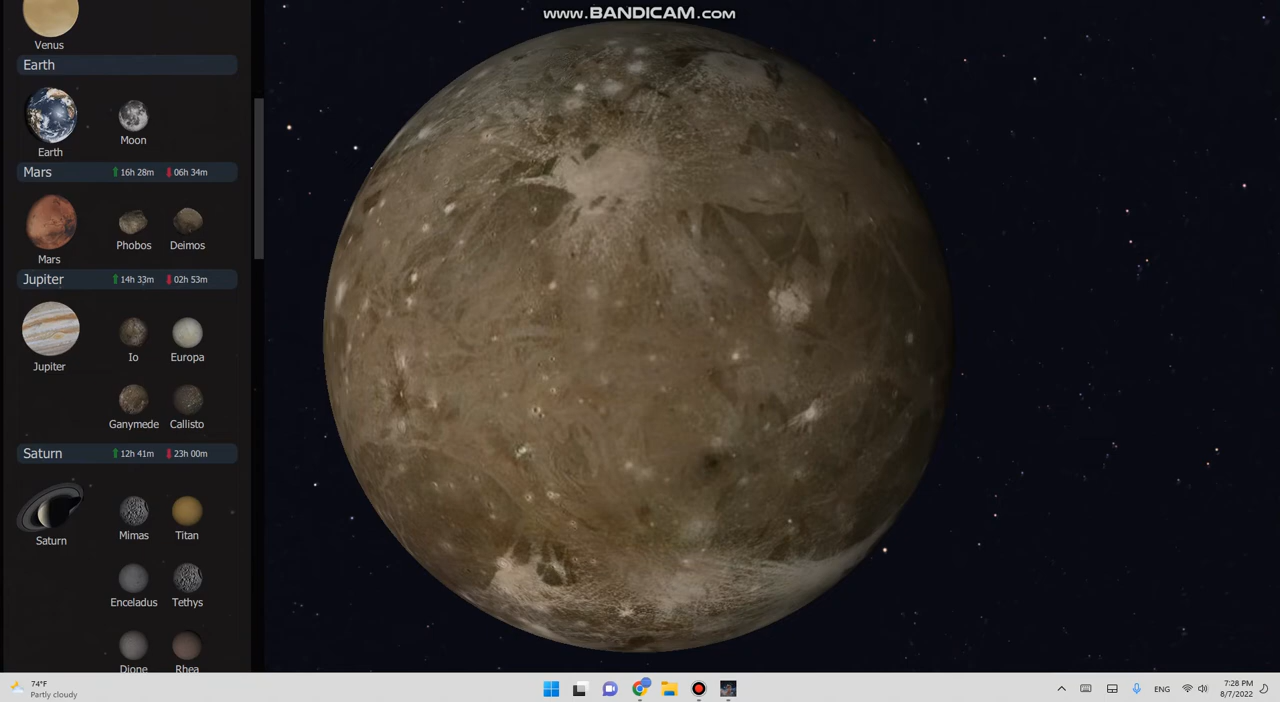 www.BANDICAM.com
Venus
Earth
Earth
Moon
Mars 16h 28m 06h 34m
Mars
Phobos
Deimos
Jupiter 14h 33m 02h 53m
Jupiter
Io
Europa
Ganymede
Callisto
Saturn 12h 41m 23h 00m
Saturn
Mimas
Titan
Enceladus
Tethys
Dione
Rhea
74°F
Partly cloudy
ENG
7:28 PM
8/7/2022